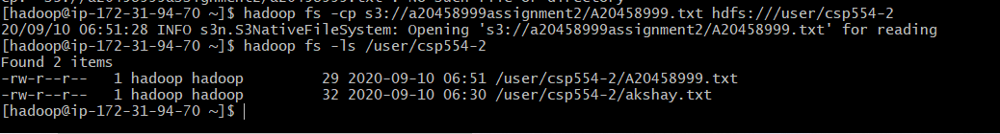 [hadoop@ip-172-31-94-70 ~]$ hadoop fs -cp s3://a20458999assignment2/A20458999.txt hdfs:///user/csp554-2
20/09/10 06:51:28 INFO s3n.S3NativeFileSystem: Opening 's3://a20458999assignment2/A20458999.txt' for reading
[hadoop@ip-172-31-94-70 ~]$ hadoop fs -ls /user/csp554-2
Found 2 items
-rw-r--r--   1 hadoop hadoop         29 2020-09-10 06:51 /user/csp554-2/A20458999.txt
-rw-r--r--   1 hadoop hadoop         32 2020-09-10 06:30 /user/csp554-2/akshay.txt
[hadoop@ip-172-31-94-70 ~]$